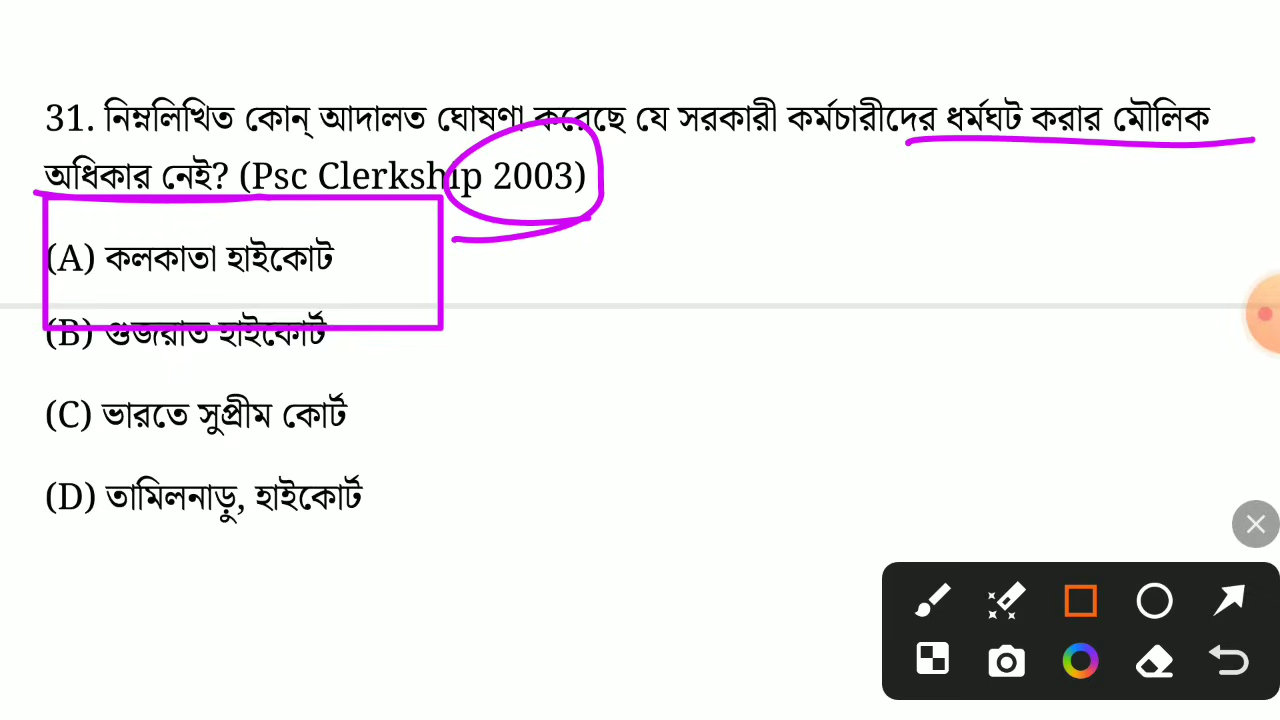 31. নিম্নলিখিত কোন্ আদালত ঘোষণা করেছে যে সরকারী কর্মচারীদের ধর্মঘট করার মৌলিক
অধিকার নেই? (Psc Clerkship 2003)
(A) কলকাতা হাইকোর্ট
(B) গুজরাত হাইকোর্ট
(C) ভারতে সুপ্রীম কোর্ট
(D) তামিলনাড়ু, হাইকোর্ট